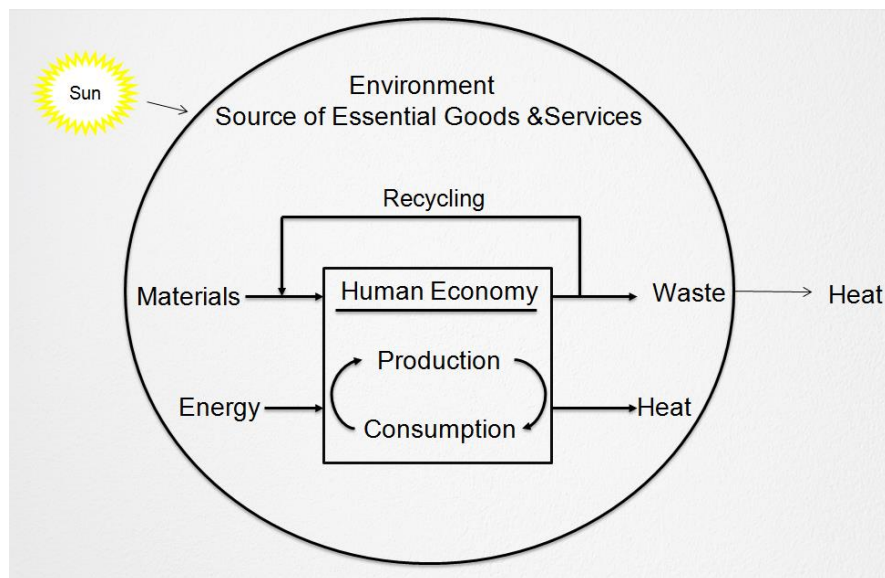 Sun
Environment
Source of Essential Goods &Services
Recycling
Materials
Human Economy
Waste
Heat
Production
Energy
Heat
Consumption